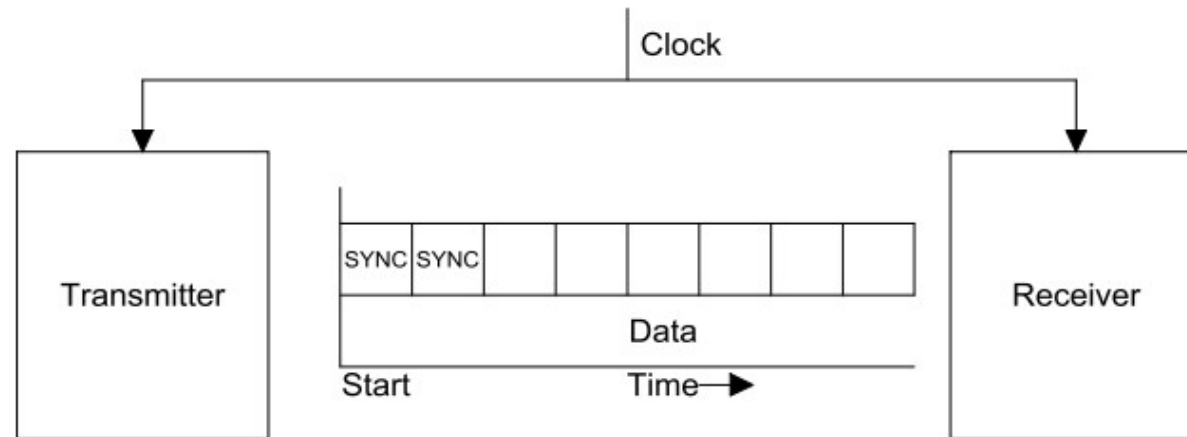 Clock
SYNC SYNC
Transmitter
Receiver
Data
Start
Time